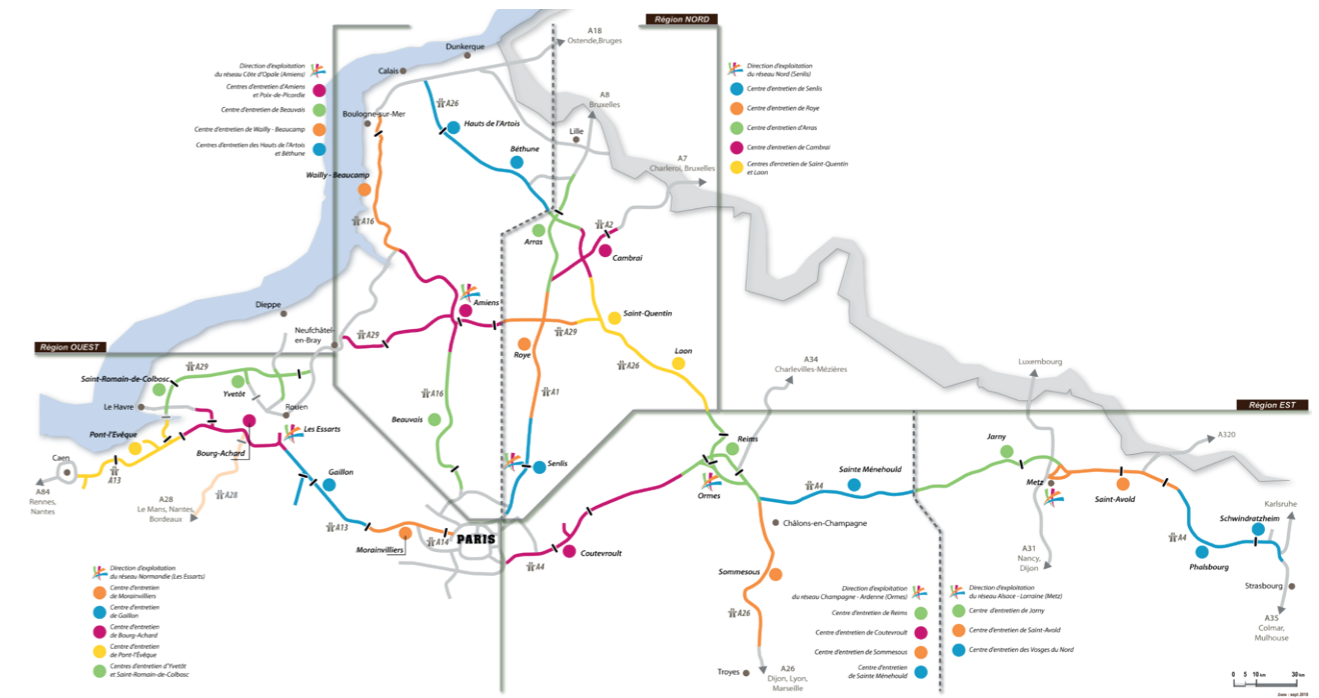 Région NORD
A18
Ostende,Bruges
Dunkerque
Calais
Direction d'exploitation
du réseau Côte d'Opale (Amiens)
Centres d'entretien d'Amiens
et Poix-de-Picardie
Centre d'entretien de Beauvais
Centre d'entretien de Wailly - Beaucamp
Centres d'entretien des Hauts de l'Artois
et Béthune
Direction d'exploitation
du réseau Nord (Senlis)
Centre d'entretien de Senlis
Centre d'entretien de Roye
Centre d'entretien d'Arras
Centre d'entretien de Cambrai
Centres d'entretien de Saint-Quentin
et Laon
A26
A8
Bruxelles
Boulogne-sur-Mer
Hauts de l'Artois
Lille
Béthune
A7
Charleroi, Bruxelles
Wailly - Beaucamp
A16
A2
Arras
Cambrai
Dieppe
Amiens
Neufchâtel-
en-Bray
A29
Saint-Quentin
A29
Région OUEST
Roye
Laon
A26
A34
Charlevilles-Mézières
Luxembourg
A29
Saint-Romain-de-Colbosc
Yvetôt
A16
A1
Le Havre
Rouen
Beauvais
Région EST
Pont-l'Evêque
Les Essarts
Bourg-Achard
Reims
Jarny
A320
Caen
A13
Gaillon
Senlis
Sainte Ménehould
A84
Rennes,
Nantes
A28
Le Mans, Nantes,
Bordeaux
A28
Ormes
A4
Metz
Saint-Avold
Karlsruhe
A13
A14
PARIS
Morainvilliers
Châlons-en-Champagne
Schwindratzheim
A4
Phalsbourg
Coutevroult
A4
A31
Nancy,
Dijon
Sommesous
Strasbourg
Direction d'exploitation
du réseau Normandie (Les Essarts)
Centre d'entretien
de Morainvilliers
Centre d'entretien
de Gaillon
Centre d'entretien
de Bourg-Achard
Centre d'entretien
de Pont-l'Évêque
Centres d'entretien d'Yvetôt
et Saint-Romain-de-Colbosc
A26
Direction d'exploitation
du réseau Champagne - Ardenne (Ormes)
Centre d'entretien de Reims
Centre d'entretien de Coutevroult
Centre d'entretien de Sommesous
Centre d'entretien
de Sainte Ménehould
Direction d'exploitation
du réseau Alsace - Lorraine (Metz)
Centre d'entretien de Jarny
Centre d'entretien de Saint-Avold
Centre d'entretien des Vosges du Nord
A35
Colmar,
Mulhouse
Troyes
A26
Dijon, Lyon,
Marseille
0 5 10 km 30 km
Date : sept 2010